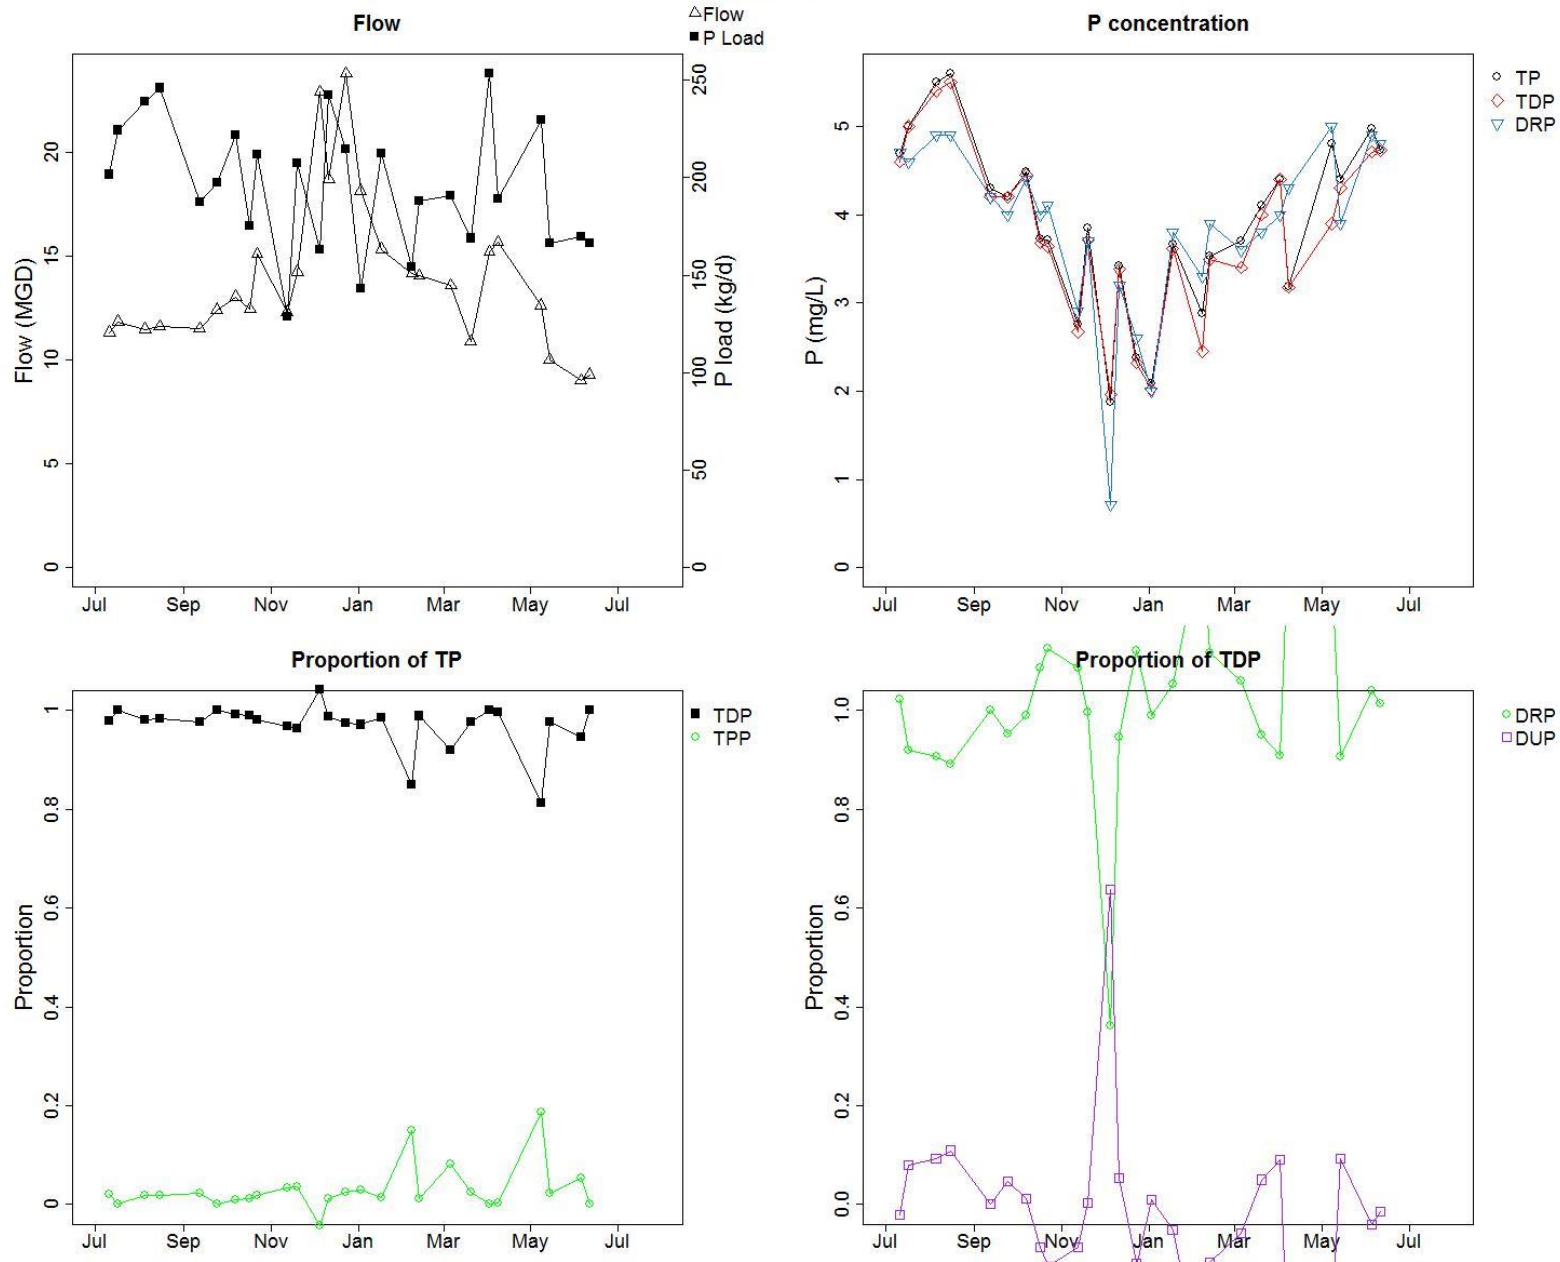 Flow
Flow
P Load
Flow (MGD)
0
5
10
15
20
P load (kg/d)
0
50
100
150
200
250
Jul Sep Nov Jan Mar May Jul
P concentration
TP
TDP
DRP
P (mg/L)
0
1
2
3
4
5
Jul Sep Nov Jan Mar May Jul
Proportion of TP
TDP
TPP
Proportion
0
0.2
0.4
0.6
0.8
1
Jul Sep Nov Jan Mar May Jul
Proportion of TDP
DRP
DUP
Proportion
0.0
0.2
0.4
0.6
0.8
1.0
Jul Sep Nov Jan Mar May Jul